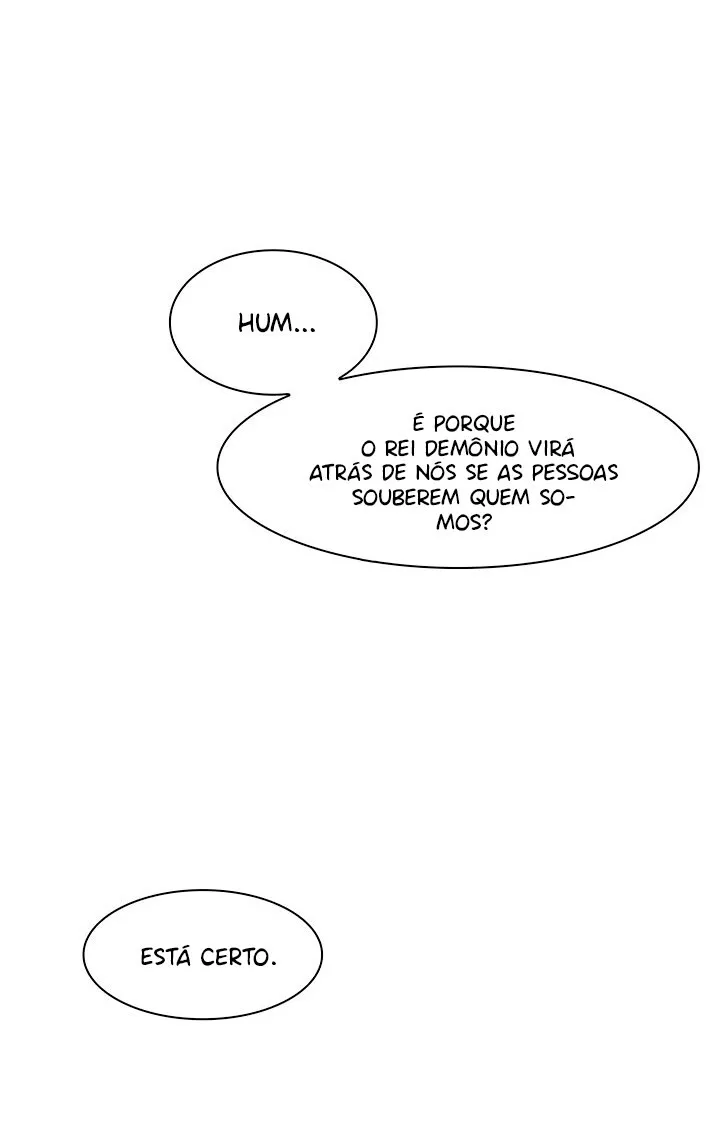 HUM...
É PORQUE
O REI DEMÔNIO VIRÁ
ATRÁS DE NÓS SE AS PESSOAS
SOUBEREM QUEM SO-
MOS?
ESTÁ CERTO.